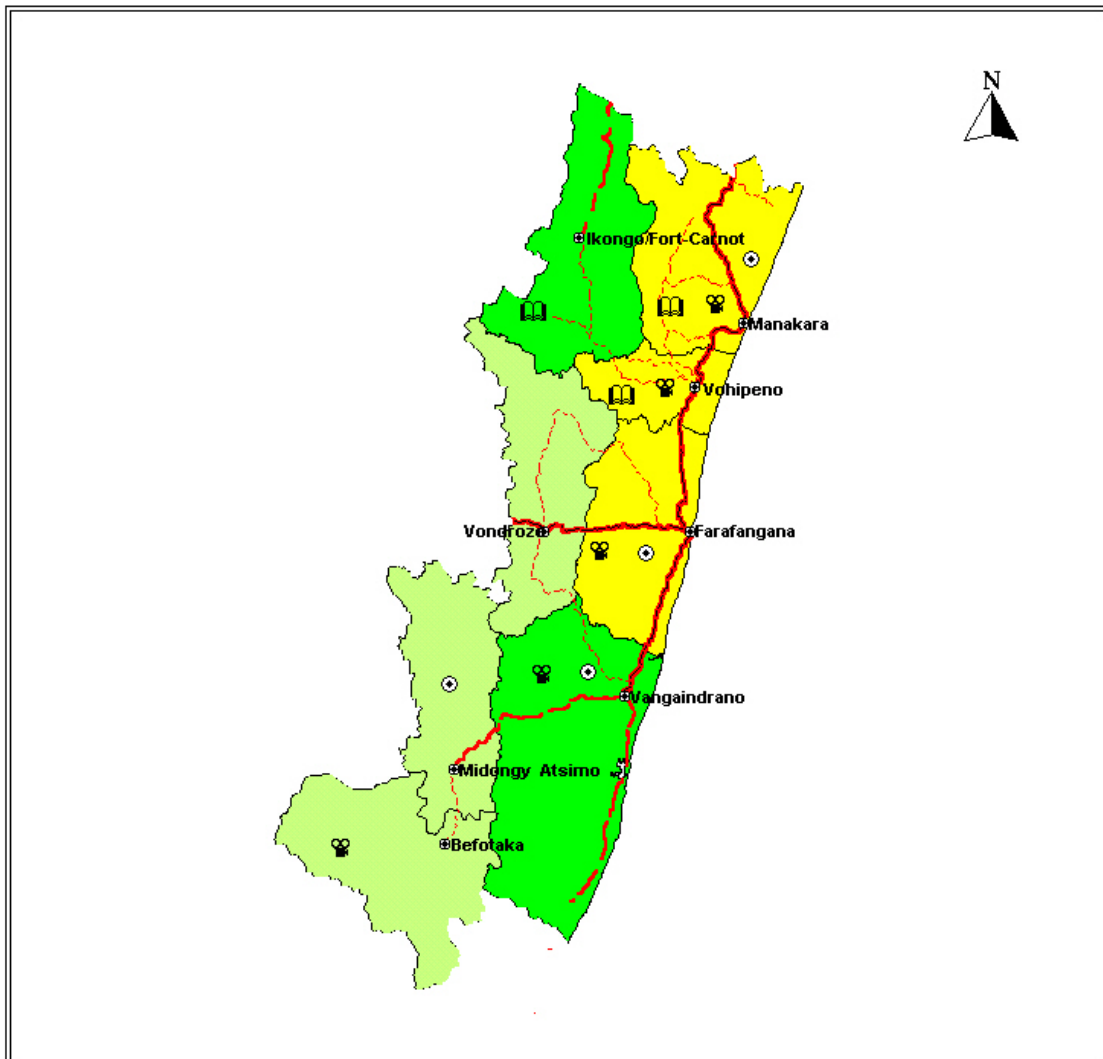 N
Ikongo/Fort-Carnot
Manakara
Vohipeno
Vondrozo
Farafangana
Vangaindrano
Midongy Atsimo
Befotaka